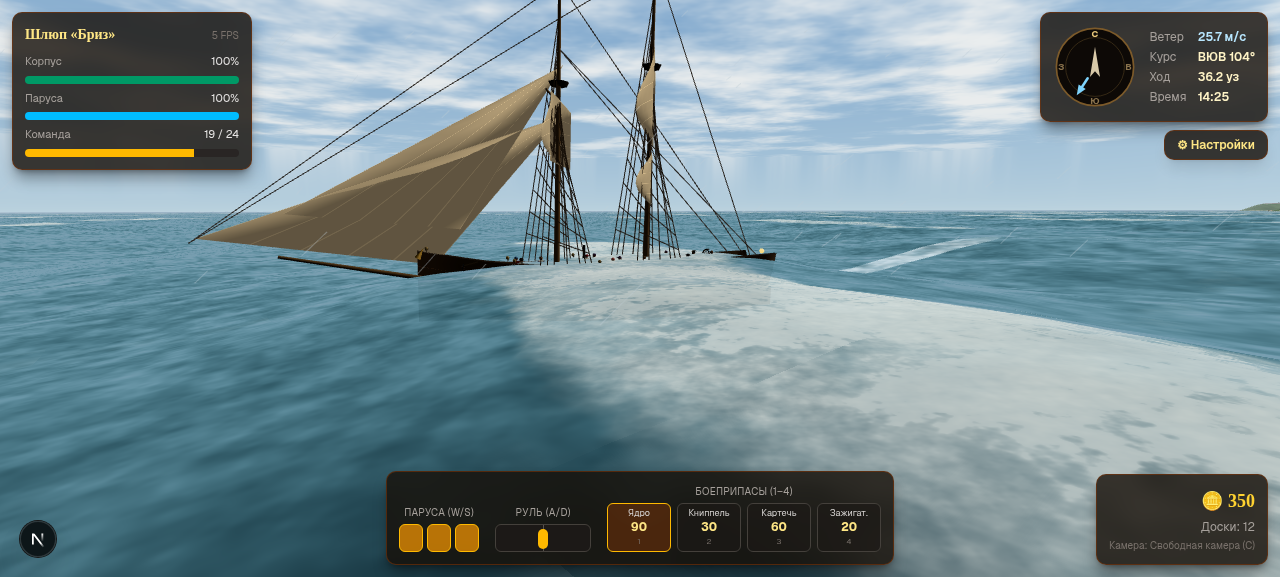 Шлюп «Бриз» 5 FPS
Корпус 100%
Паруса 100%
Команда 19 / 24
С
З В
Ю
Ветер 25.7 м/с
Курс ВЮВ 104°
Ход 36.2 уз
Время 14:25
⚙ Настройки
БОЕПРИПАСЫ (1–4)
ПАРУСА (W/S) РУЛЬ (A/D)
Ядро Книппель Картечь Зажигат.
90 30 60 20
1 2 3 4
N
350
Доски: 12
Камера: Свободная камера (C)